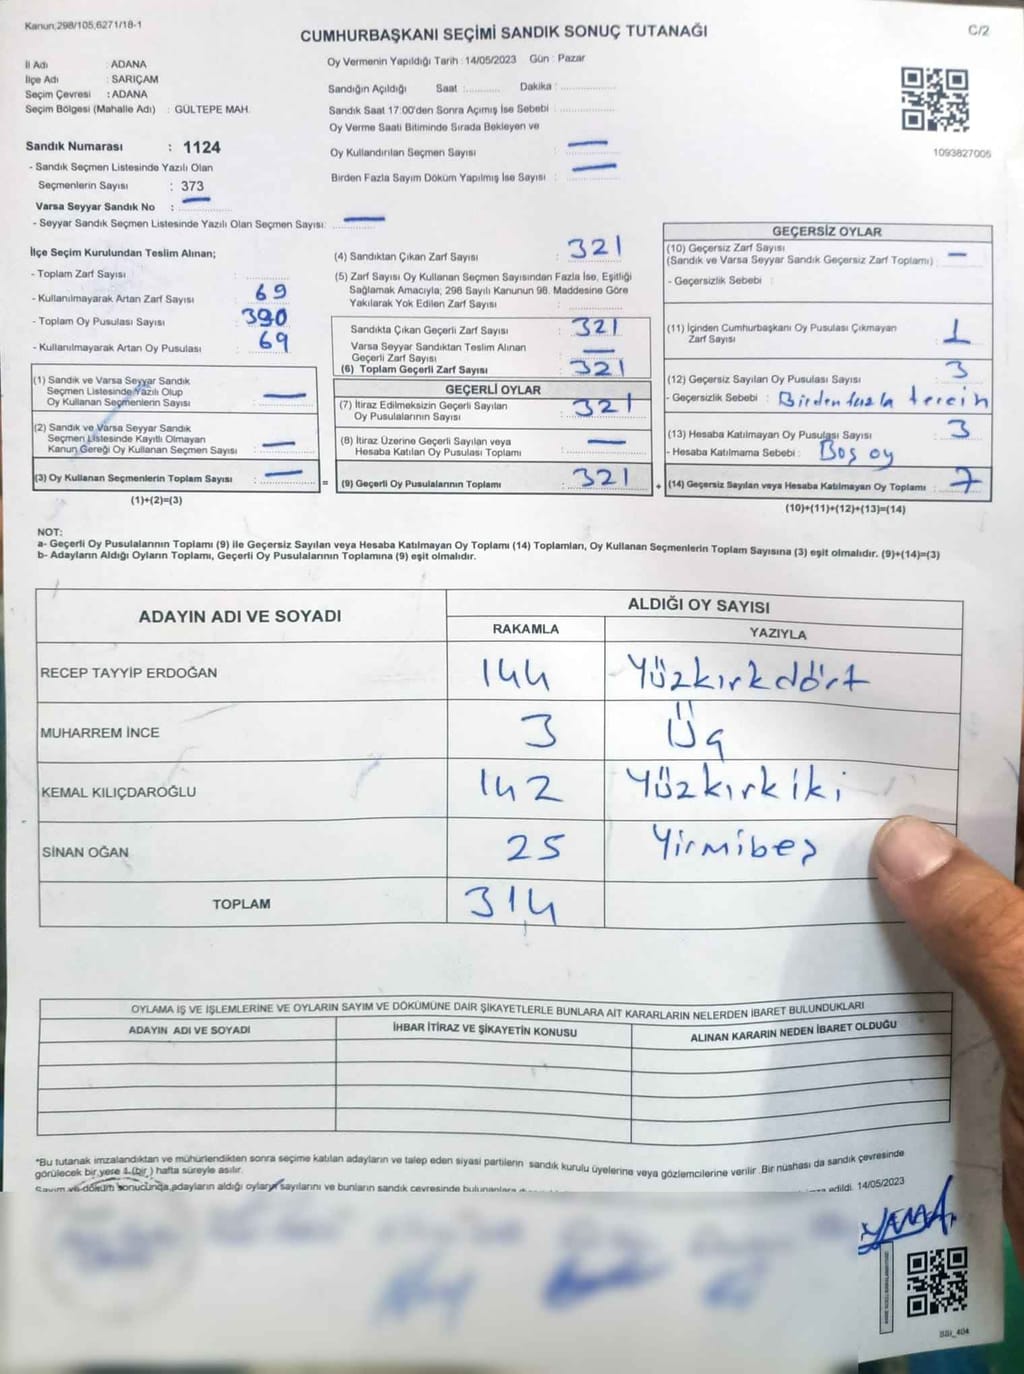 Kanun,298/105,6271/18-1
CUMHURBAŞKANI SEÇİMİ SANDIK SONUÇ TUTANAĞI
C/2
İl Adı : ADANA
İlçe Adı : SARIÇAM
Seçim Çevresi : ADANA
Seçim Bölgesi (Mahalle Adı) : GÜLTEPE MAH.
Sandık Numarası : 1124
- Sandık Seçmen Listesinde Yazılı Olan
Seçmenlerin Sayısı : 373
Varsa Seyyar Sandık No : —
- Seyyar Sandık Seçmen Listesinde Yazılı Olan Seçmen Sayısı: —
Oy Vermenin Yapıldığı Tarih : 14/05/2023 Gün : Pazar
Sandığın Açıldığı Saat : Dakika :
Sandık Saat 17:00'den Sonra Açımış İse Sebebi :
Oy Verme Saati Bitiminde Sırada Bekleyen ve
Oy Kullandırılan Seçmen Sayısı : —
Birden Fazla Sayım Döküm Yapılmış İse Sayısı : —
1093827005
İlçe Seçim Kurulundan Teslim Alınan;
- Toplam Zarf Sayısı :
- Kullanılmayarak Artan Zarf Sayısı : 69
- Toplam Oy Pusulası Sayısı : 390
- Kullanılmayarak Artan Oy Pusulası : 69
(1) Sandık ve Varsa Seyyar Sandık
Seçmen Listesinde Yazılı Olup
Oy Kullanan Seçmenlerin Sayısı : —
(2) Sandık ve Varsa Seyyar Sandık
Seçmen Listesinde Kayıtlı Olmayan
Kanun Gereği Oy Kullanan Seçmen Sayısı : —
(3) Oy Kullanan Seçmenlerin Toplam Sayısı : —
(1)+(2)=(3)
=
(4) Sandıktan Çıkan Zarf Sayısı : 321
(5) Zarf Sayısı Oy Kullanan Seçmen Sayısından Fazla İse, Eşitliği
Sağlamak Amacıyla; 298 Sayılı Kanunun 98. Maddesine Göre
Yakılarak Yok Edilen Zarf Sayısı :
Sandıkta Çıkan Geçerli Zarf Sayısı : 321
Varsa Seyyar Sandıktan Teslim Alınan
Geçerli Zarf Sayısı : —
(6) Toplam Geçerli Zarf Sayısı : 321
GEÇERLİ OYLAR
(7) İtiraz Edilmeksizin Geçerli Sayılan
Oy Pusulalarının Sayısı : 321
(8) İtiraz Üzerine Geçerli Sayılan veya
Hesaba Katılan Oy Pusulası Toplamı : —
(9) Geçerli Oy Pusulalarının Toplamı : 321
+
GEÇERSİZ OYLAR
(10) Geçersiz Zarf Sayısı
(Sandık ve Varsa Seyyar Sandık Geçersiz Zarf Toplamı) : —
- Geçersizlik Sebebi :
(11) İçinden Cumhurbaşkanı Oy Pusulası Çıkmayan
Zarf Sayısı : 1
(12) Geçersiz Sayılan Oy Pusulası Sayısı : 3
- Geçersizlik Sebebi : Birden fazla tercih
(13) Hesaba Katılmayan Oy Pusulası Sayısı : 3
- Hesaba Katılmama Sebebi : Boş oy
(14) Geçersiz Sayılan veya Hesaba Katılmayan Oy Toplamı : 7
(10)+(11)+(12)+(13)=(14)
NOT:
a- Geçerli Oy Pusulalarının Toplamı (9) ile Geçersiz Sayılan veya Hesaba Katılmayan Oy Toplamı (14) Toplamları, Oy Kullanan Seçmenlerin Toplam Sayısına (3) eşit olmalıdır. (9)+(14)=(3)
b- Adayların Aldığı Oyların Toplamı, Geçerli Oy Pusulalarının Toplamına (9) eşit olmalıdır.
ADAYIN ADI VE SOYADI
ALDIĞI OY SAYISI
RAKAMLA YAZIYLA
RECEP TAYYİP ERDOĞAN 144 Yüzkırkdört
MUHARREM İNCE 3 Üç
KEMAL KILIÇDAROĞLU 142 Yüzkırkiki
SİNAN OĞAN 25 Yirmibeş
TOPLAM 314
OYLAMA İŞ VE İŞLEMLERİNE VE OYLARIN SAYIM VE DÖKÜMÜNE DAİR ŞİKAYETLERLE BUNLARA AİT KARARLARIN NELERDEN İBARET BULUNDUKLARI
ADAYIN ADI VE SOYADI İHBAR İTİRAZ VE ŞİKAYETİN KONUSU ALINAN KARARIN NEDEN İBARET OLDUĞU
*Bu tutanak imzalandıktan ve mühürlendikten sonra seçime katılan adayların ve talep eden siyasi partilerin sandık kurulu üyelerine veya gözlemcilerine verilir. Bir nüshası da sandık çevresinde
görülecek bir yere 1 (bir) hafta süreyle asılır.
Sayım ve döküm sonucunda adayların aldığı oyların sayılarını ve bunların sandık çevresinde edildi. 14/05/2023
BSI_404